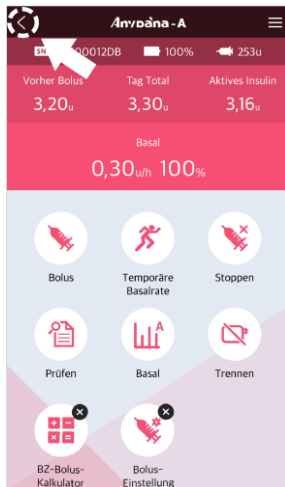 Anypana-A
SN 00012DB 100% 253u
Vorher Bolus Tag Total Aktives Insulin
3,20u 3,30u 3,16u
Basal
0,30u/h 100%
Bolus Temporäre Basalrate Stoppen
Prüfen A Basal Trennen
BZ-Bolus-Kalkulator Bolus-Einstellung